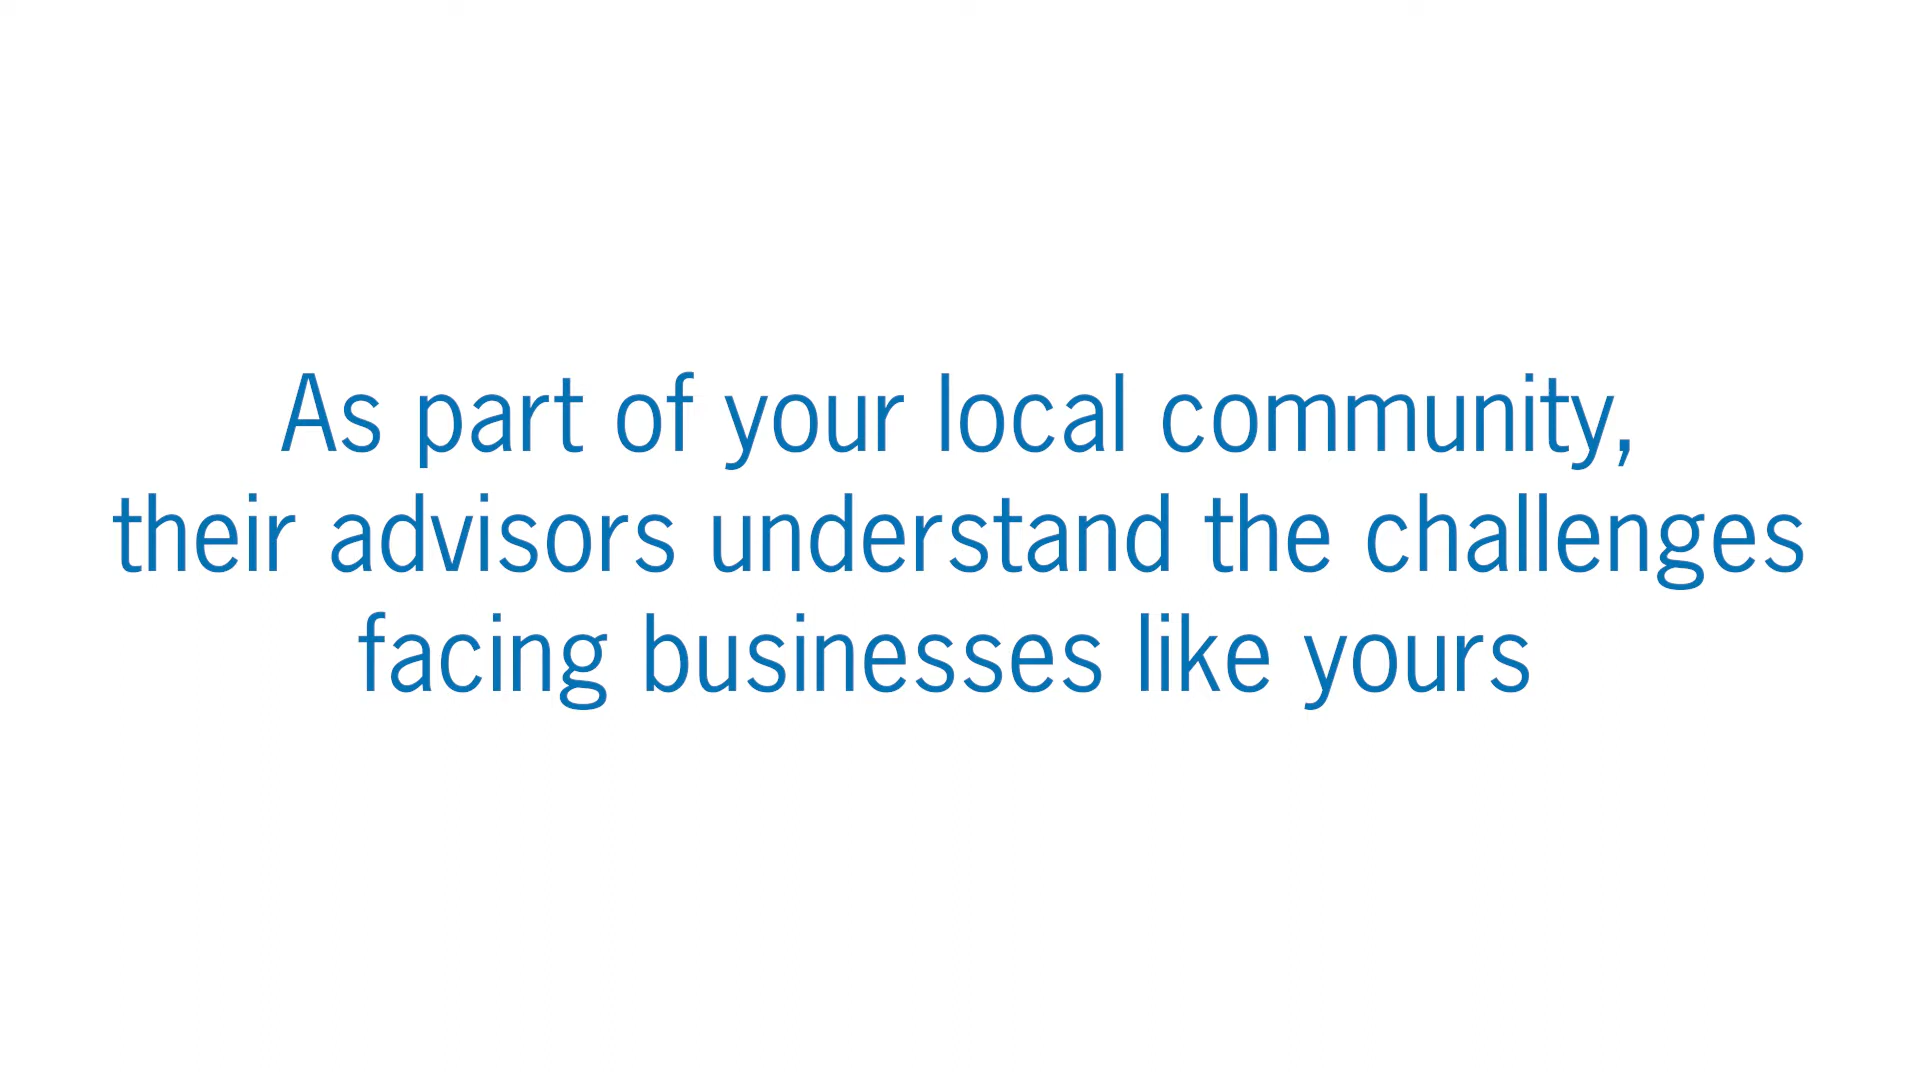 As part of your local community,
their advisors understand the challenges
facing businesses like yours